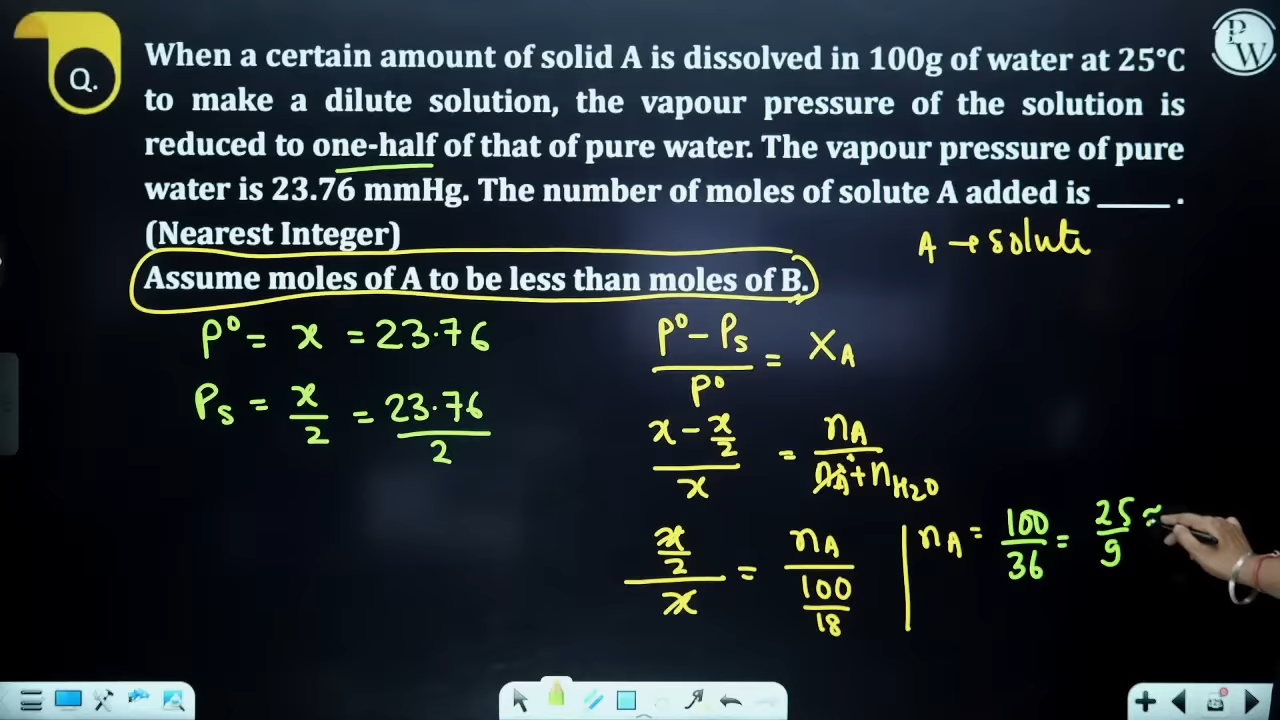 Q.
PW
When a certain amount of solid A is dissolved in 100g of water at 25°C
to make a dilute solution, the vapour pressure of the solution is
reduced to one-half of that of pure water. The vapour pressure of pure
water is 23.76 mmHg. The number of moles of solute A added is ____ .
(Nearest Integer)
A → solute
Assume moles of A to be less than moles of B.
P° = x = 23.76
Ps = x/2 = 23.76/2
(P° - Ps)/P° = XA
(x - x/2)/x = nA/(nA + nH2O)
(x/2)/x = nA/(100/18)
nA = 100/36 = 25/9 ≈